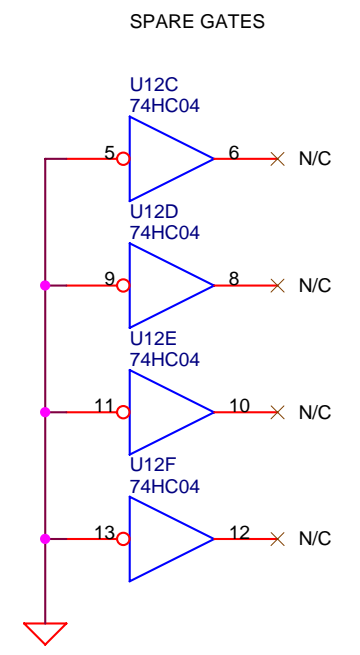 SPARE GATES
U12C
74HC04
5 6 N/C
U12D
74HC04
9 8 N/C
U12E
74HC04
11 10 N/C
U12F
74HC04
13 12 N/C